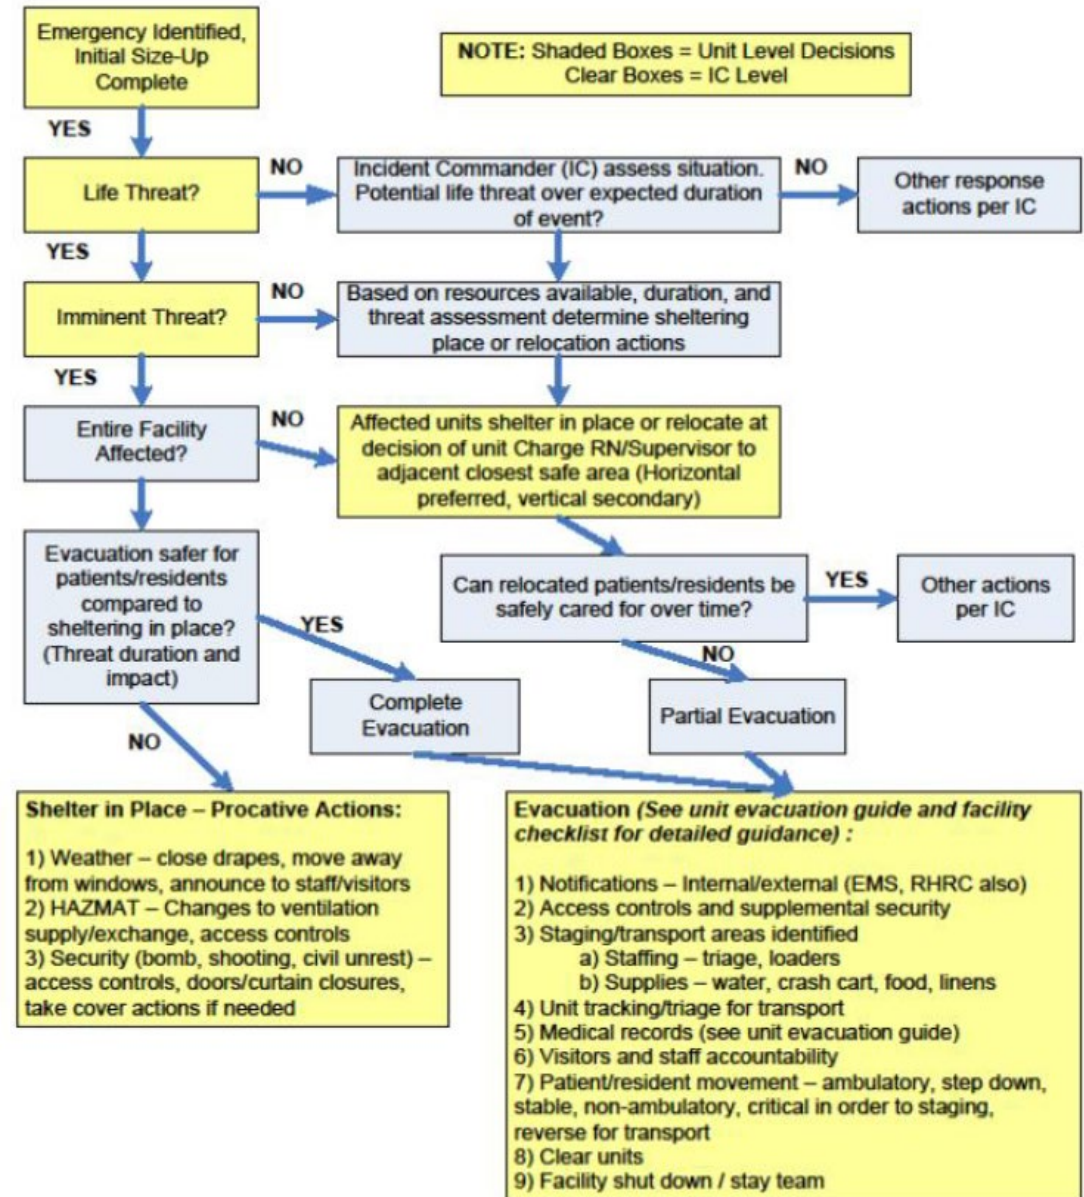 Emergency Identified,
Initial Size-Up
Complete
NOTE: Shaded Boxes = Unit Level Decisions
Clear Boxes = IC Level
YES
Life Threat?
NO
Incident Commander (IC) assess situation.
Potential life threat over expected duration
of event?
NO
Other response
actions per IC
YES
Imminent Threat?
NO
Based on resources available, duration, and
threat assessment determine sheltering
place or relocation actions
YES
Entire Facility
Affected?
NO
Affected units shelter in place or relocate at
decision of unit Charge RN/Supervisor to
adjacent closest safe area (Horizontal
preferred, vertical secondary)
Evacuation safer for
patients/residents
compared to
sheltering in place?
(Threat duration and
impact)
YES
Can relocated patients/residents be
safely cared for over time?
YES
Other actions
per IC
NO
Complete
Evacuation
Partial Evacuation
NO
Shelter in Place – Procative Actions:
1) Weather – close drapes, move away
from windows, announce to staff/visitors
2) HAZMAT – Changes to ventilation
supply/exchange, access controls
3) Security (bomb, shooting, civil unrest) –
access controls, doors/curtain closures,
take cover actions if needed
Evacuation (See unit evacuation guide and facility
checklist for detailed guidance) :
1) Notifications – Internal/external (EMS, RHRC also)
2) Access controls and supplemental security
3) Staging/transport areas identified
a) Staffing – triage, loaders
b) Supplies – water, crash cart, food, linens
4) Unit tracking/triage for transport
5) Medical records (see unit evacuation guide)
6) Visitors and staff accountability
7) Patient/resident movement – ambulatory, step down,
stable, non-ambulatory, critical in order to staging,
reverse for transport
8) Clear units
9) Facility shut down / stay team